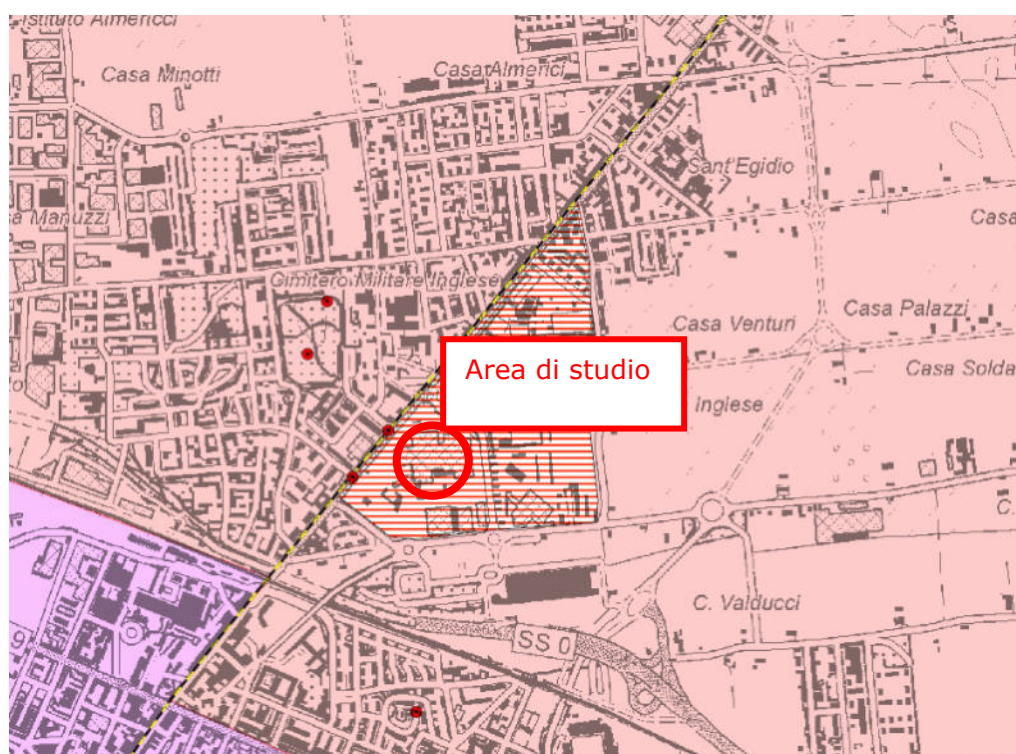 Istituto Almericci
Casa Minotti
Casa Almerici
Sant'Egidio
Manuzzi
Casa
Cimitero Militare Inglese
Casa Palazzi
Casa Venturi
Area di studio
Casa Solda
Inglese
C.
C. Valducci
SS 0
9